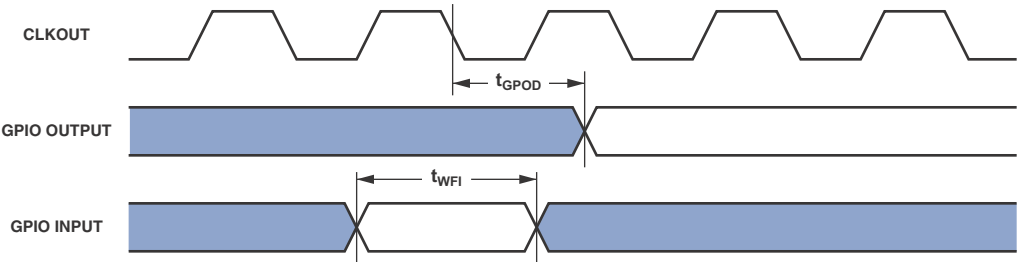 CLKOUT
tGPOD
GPIO OUTPUT
tWFI
GPIO INPUT